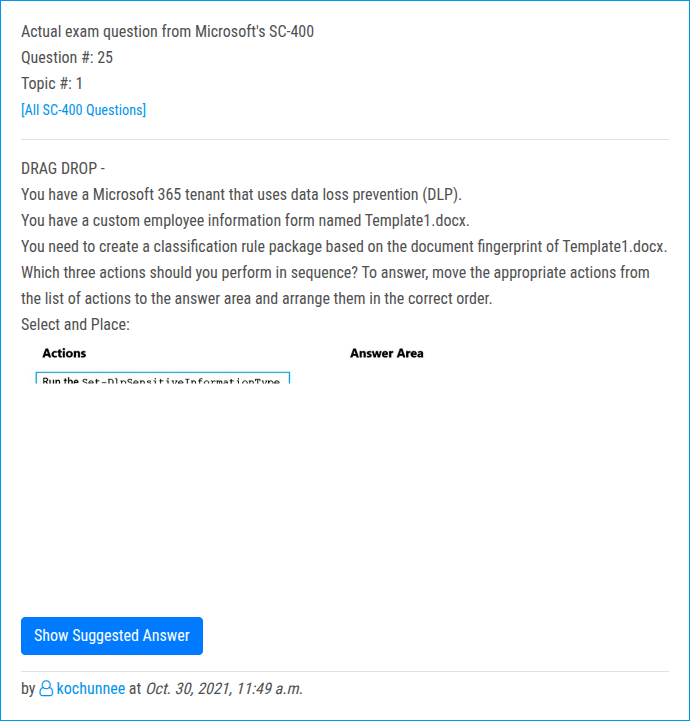 Actual exam question from Microsoft's SC-400
Question #: 25
Topic #: 1
[All SC-400 Questions]
DRAG DROP -
You have a Microsoft 365 tenant that uses data loss prevention (DLP).
You have a custom employee information form named Template1.docx.
You need to create a classification rule package based on the document fingerprint of Template1.docx.
Which three actions should you perform in sequence? To answer, move the appropriate actions from
the list of actions to the answer area and arrange them in the correct order.
Select and Place:
Actions Answer Area
Run the Set-DlpSensitiveInformationType
Show Suggested Answer
by kochunnee at Oct. 30, 2021, 11:49 a.m.